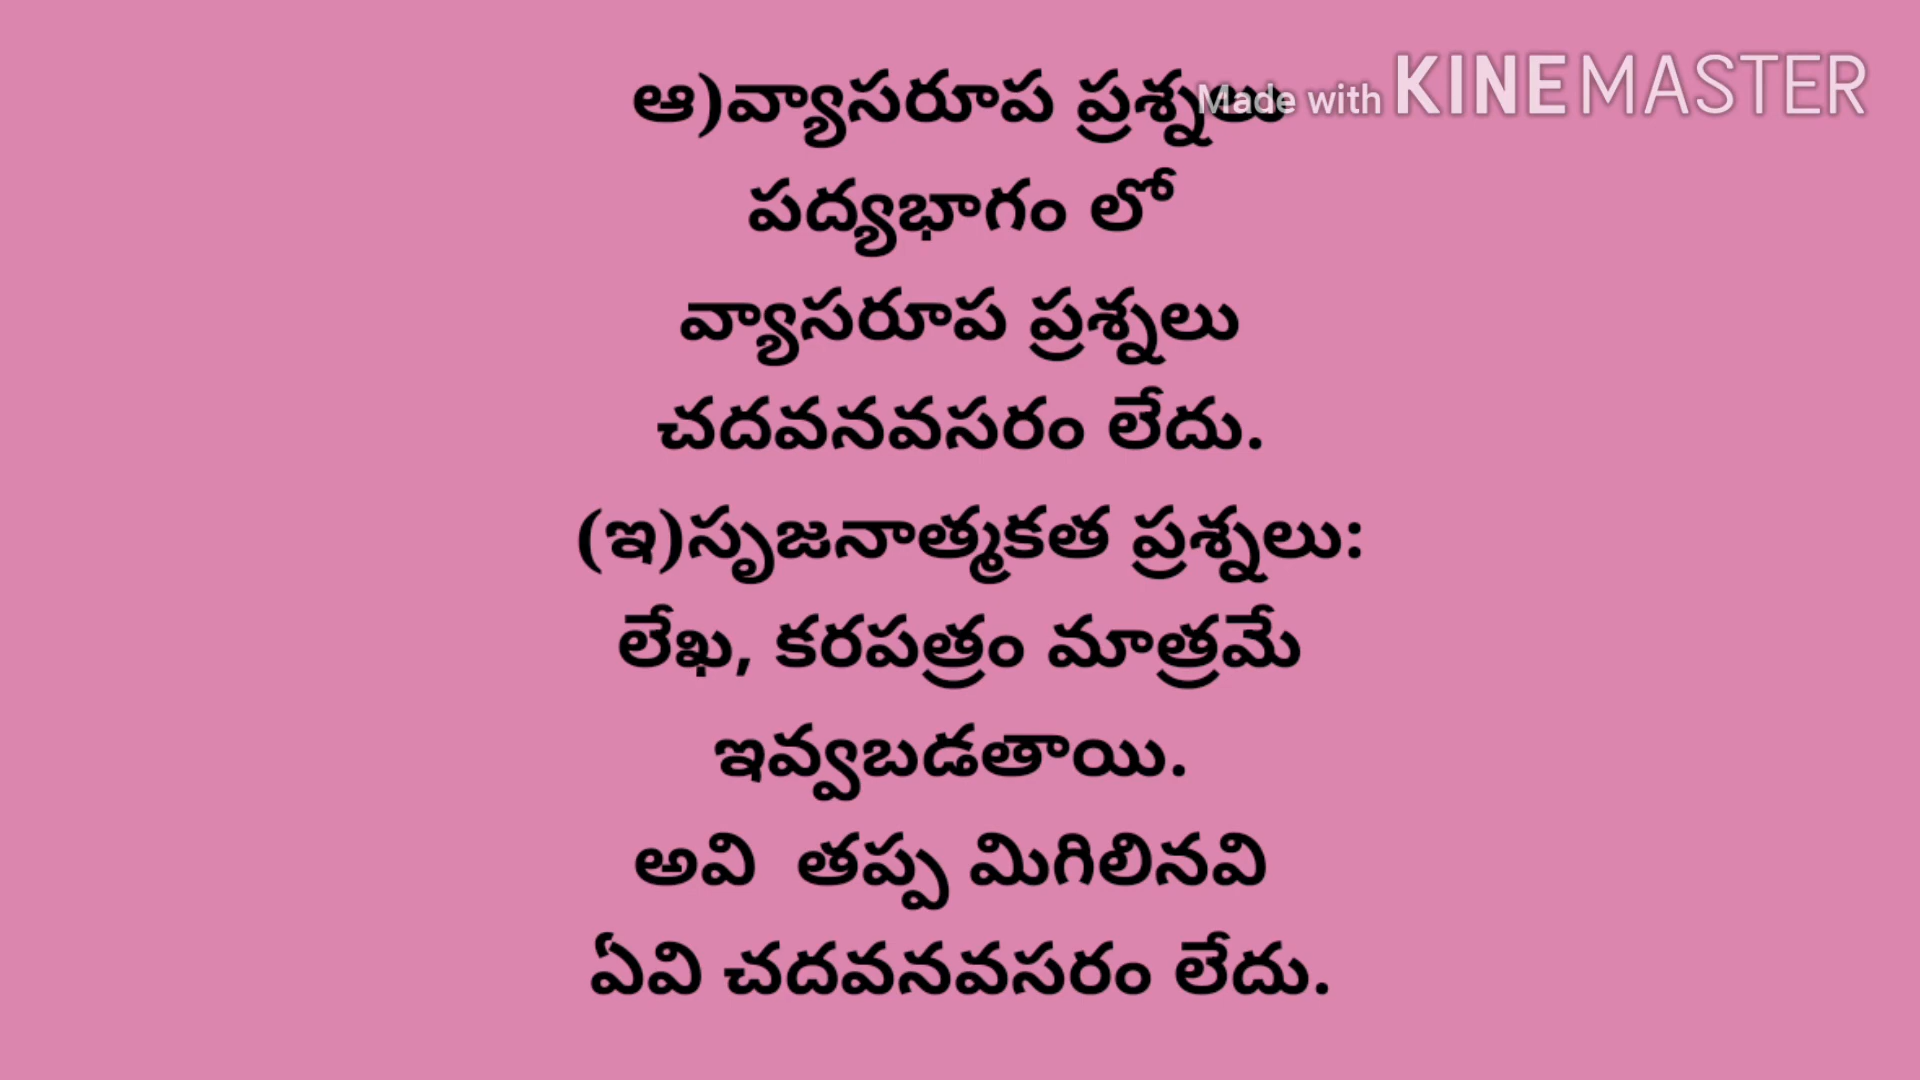 ఆ)వ్యాసరూప ప్రశ్నలు
Made with KINEMASTER
పద్యభాగం లో
వ్యాసరూప ప్రశ్నలు
చదవనవసరం లేదు.
(ఇ)సృజనాత్మకత ప్రశ్నలు:
లేఖ, కరపత్రం మాత్రమే
ఇవ్వబడతాయి.
అవి తప్ప మిగిలినవి
ఏవి చదవనవసరం లేదు.